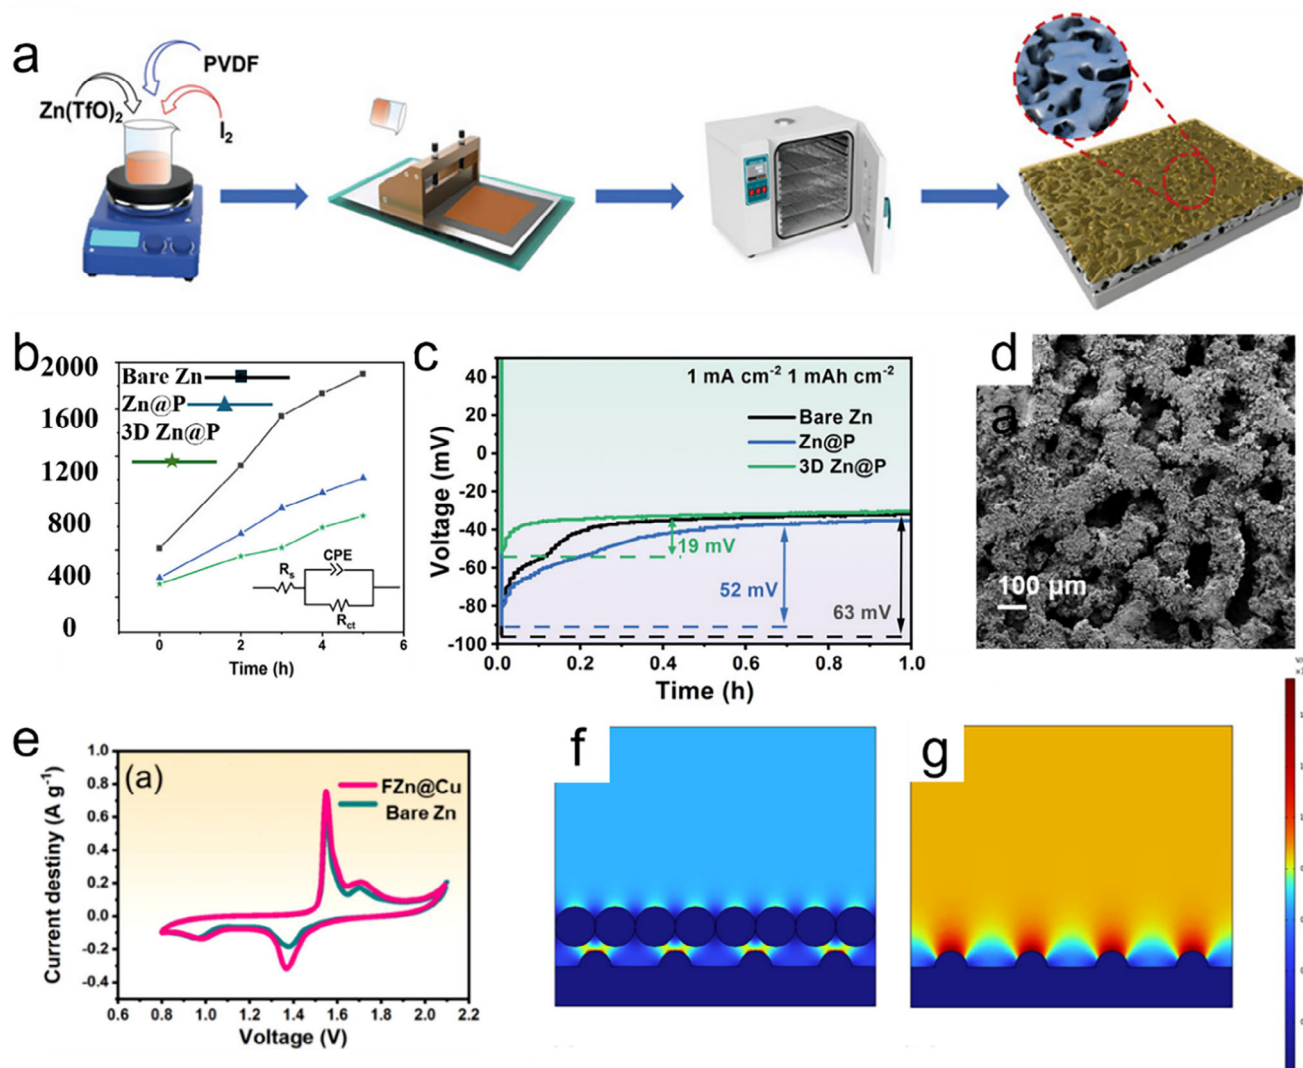 a
PVDF
Zn(TfO)2
I2
b
2000
1600
1200
800
400
0
Bare Zn
Zn@P
3D Zn@P
CPE
Rs
Rct
0 2 4 6
Time (h)
c
1 mA cm-2 1 mAh cm-2
Bare Zn
Zn@P
3D Zn@P
40
20
0
-20
-40
-60
-80
-100
Voltage (mV)
19 mV
52 mV
63 mV
0.0 0.2 0.4 0.6 0.8 1.0
Time (h)
d
a
100 μm
e
(a)
FZn@Cu
Bare Zn
1.0
0.8
0.6
0.4
0.2
0.0
-0.2
-0.4
Current destiny (A g-1)
0.6 0.8 1.0 1.2 1.4 1.6 1.8 2.0 2.2
Voltage (V)
f
g